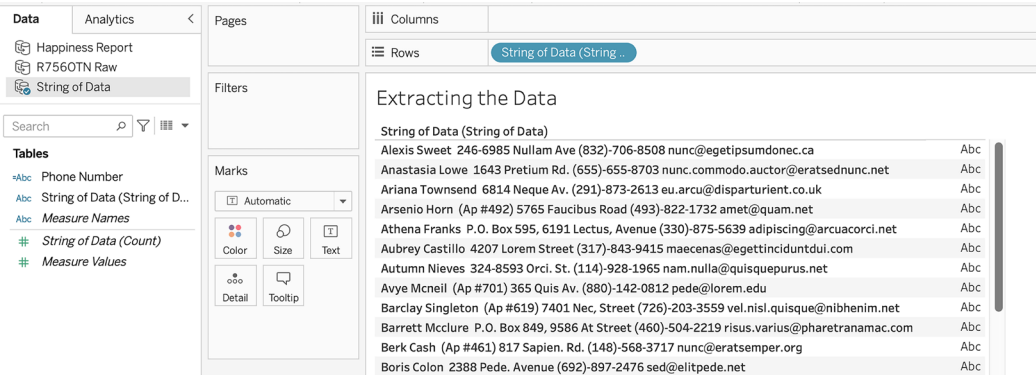 Data
Analytics
Happiness Report
R756OTN Raw
String of Data
Search
Tables
=Abc Phone Number
Abc String of Data (String of D...
Abc Measure Names
# String of Data (Count)
# Measure Values
Pages
Filters
Marks
T Automatic
Color
Size
T Text
Detail
Tooltip
iii Columns
Rows
String of Data (String ..
Extracting the Data
String of Data (String of Data)
Alexis Sweet 246-6985 Nullam Ave (832)-706-8508 nunc@egetipsumdonec.ca Abc
Anastasia Lowe 1643 Pretium Rd. (655)-655-8703 nunc.commodo.auctor@eratsednunc.net Abc
Ariana Townsend 6814 Neque Av. (291)-873-2613 eu.arcu@disparturient.co.uk Abc
Arsenio Horn (Ap #492) 5765 Faucibus Road (493)-822-1732 amet@quam.net Abc
Athena Franks P.O. Box 595, 6191 Lectus, Avenue (330)-875-5639 adipiscing@arcuacorci.net Abc
Aubrey Castillo 4207 Lorem Street (317)-843-9415 maecenas@egettinciduntdui.com Abc
Autumn Nieves 324-8593 Orci. St. (114)-928-1965 nam.nulla@quisquepurus.net Abc
Avye Mcneil (Ap #701) 365 Quis Av. (880)-142-0812 pede@lorem.edu Abc
Barclay Singleton (Ap #619) 7401 Nec, Street (726)-203-3559 vel.nisl.quisque@nibhenim.net Abc
Barrett Mcclure P.O. Box 849, 9586 At Street (460)-504-2219 risus.varius@pharetranamac.com Abc
Berk Cash (Ap #461) 817 Sapien. Rd. (148)-568-3717 nunc@eratsemper.org Abc
Boris Colon 2388 Pede. Avenue (692)-897-2476 sed@elitpede.net Abc